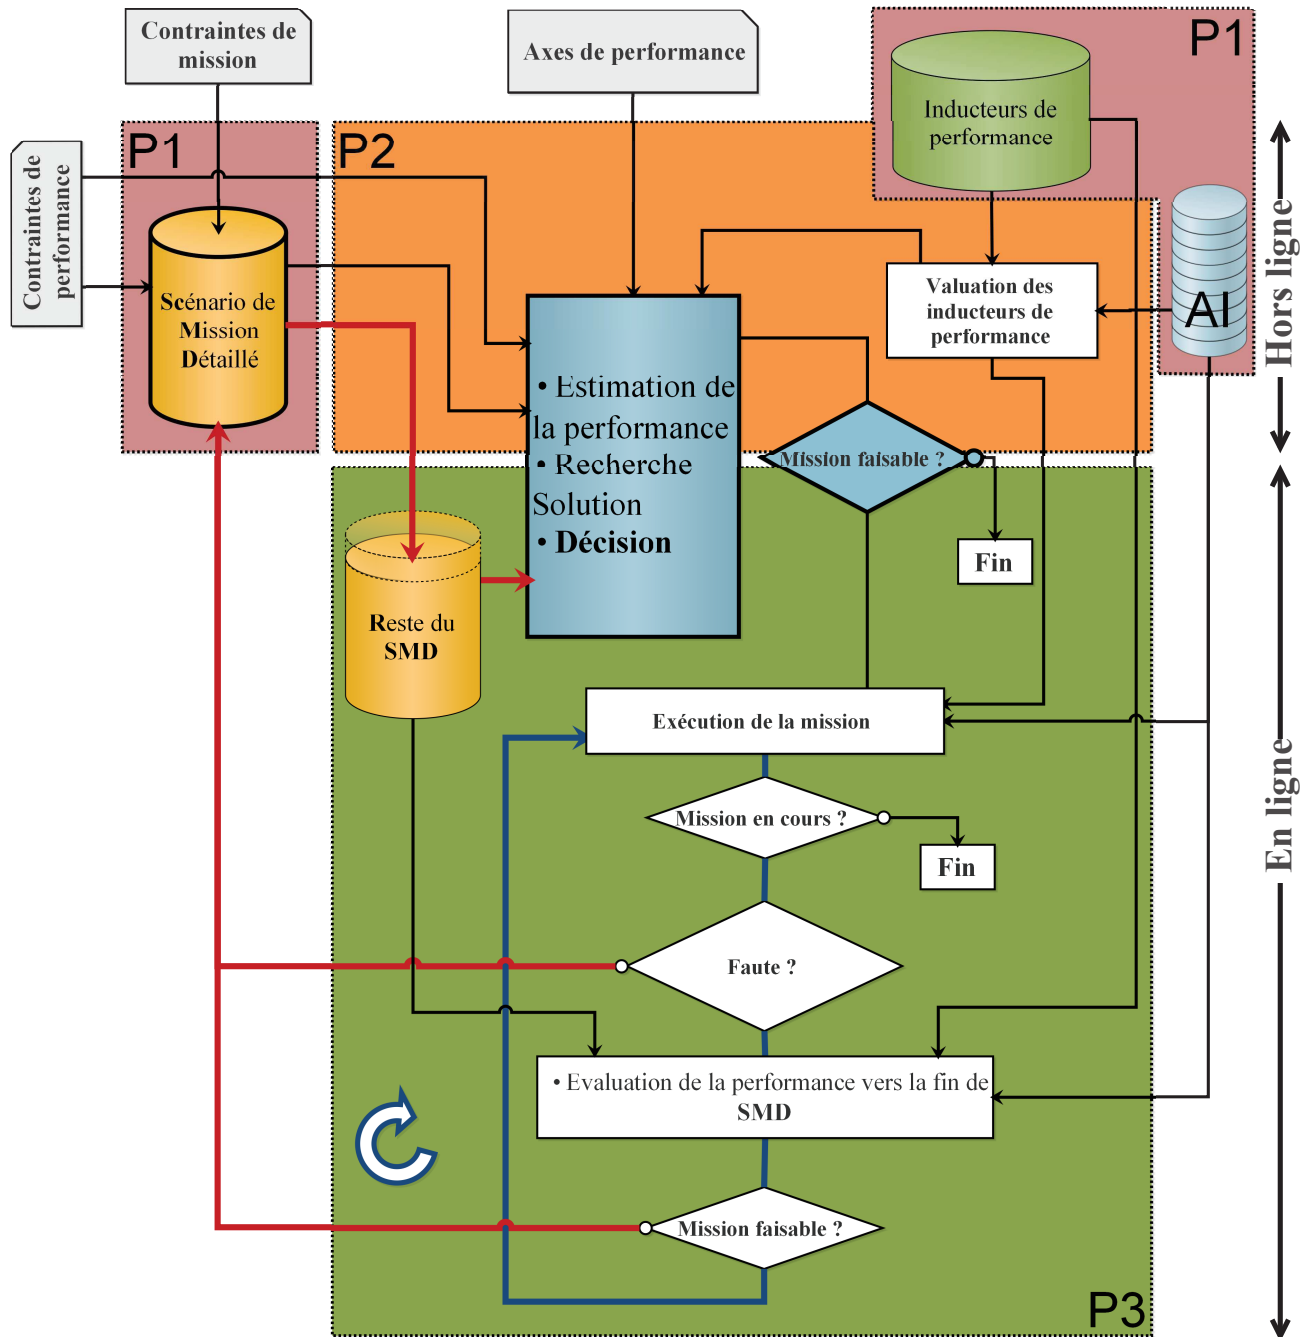 Contraintes de
mission
Axes de performance
P1
Inducteurs de
performance
P1
P2
Contraintes de
performance
Scénario de
Mission
Détaillé
Valuation des
inducteurs de
performance
AI
Hors ligne
• Estimation de
la performance
• Recherche
Solution
• Décision
Mission faisable ?
Fin
Reste du
SMD
Exécution de la mission
Mission en cours ?
Fin
En ligne
Faute ?
• Evaluation de la performance vers la fin de
SMD
Mission faisable ?
P3